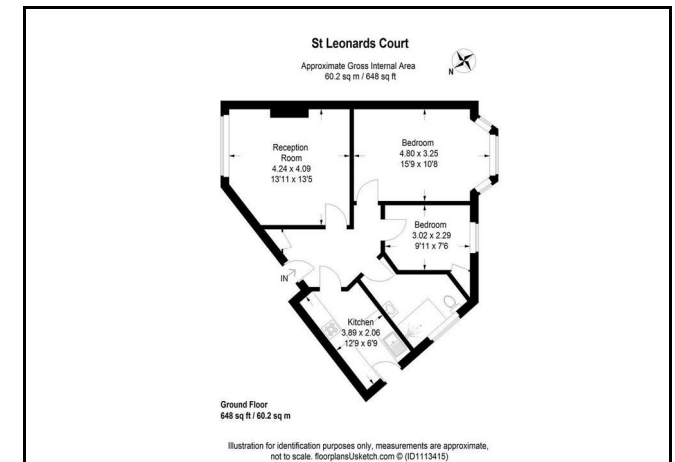 St Leonards Court
Approximate Gross Internal Area
60.2 sq m / 648 sq ft
N
Reception
Room
4.24 x 4.09
13'11 x 13'5
Bedroom
4.80 x 3.25
15'9 x 10'8
Bedroom
3.02 x 2.29
9'11 x 7'6
IN
Kitchen
3.89 x 2.06
12'9 x 6'9
Ground Floor
648 sq ft / 60.2 sq m
Illustration for identification purposes only, measurements are approximate,
not to scale. floorplansUsketch.com © (ID1113415)